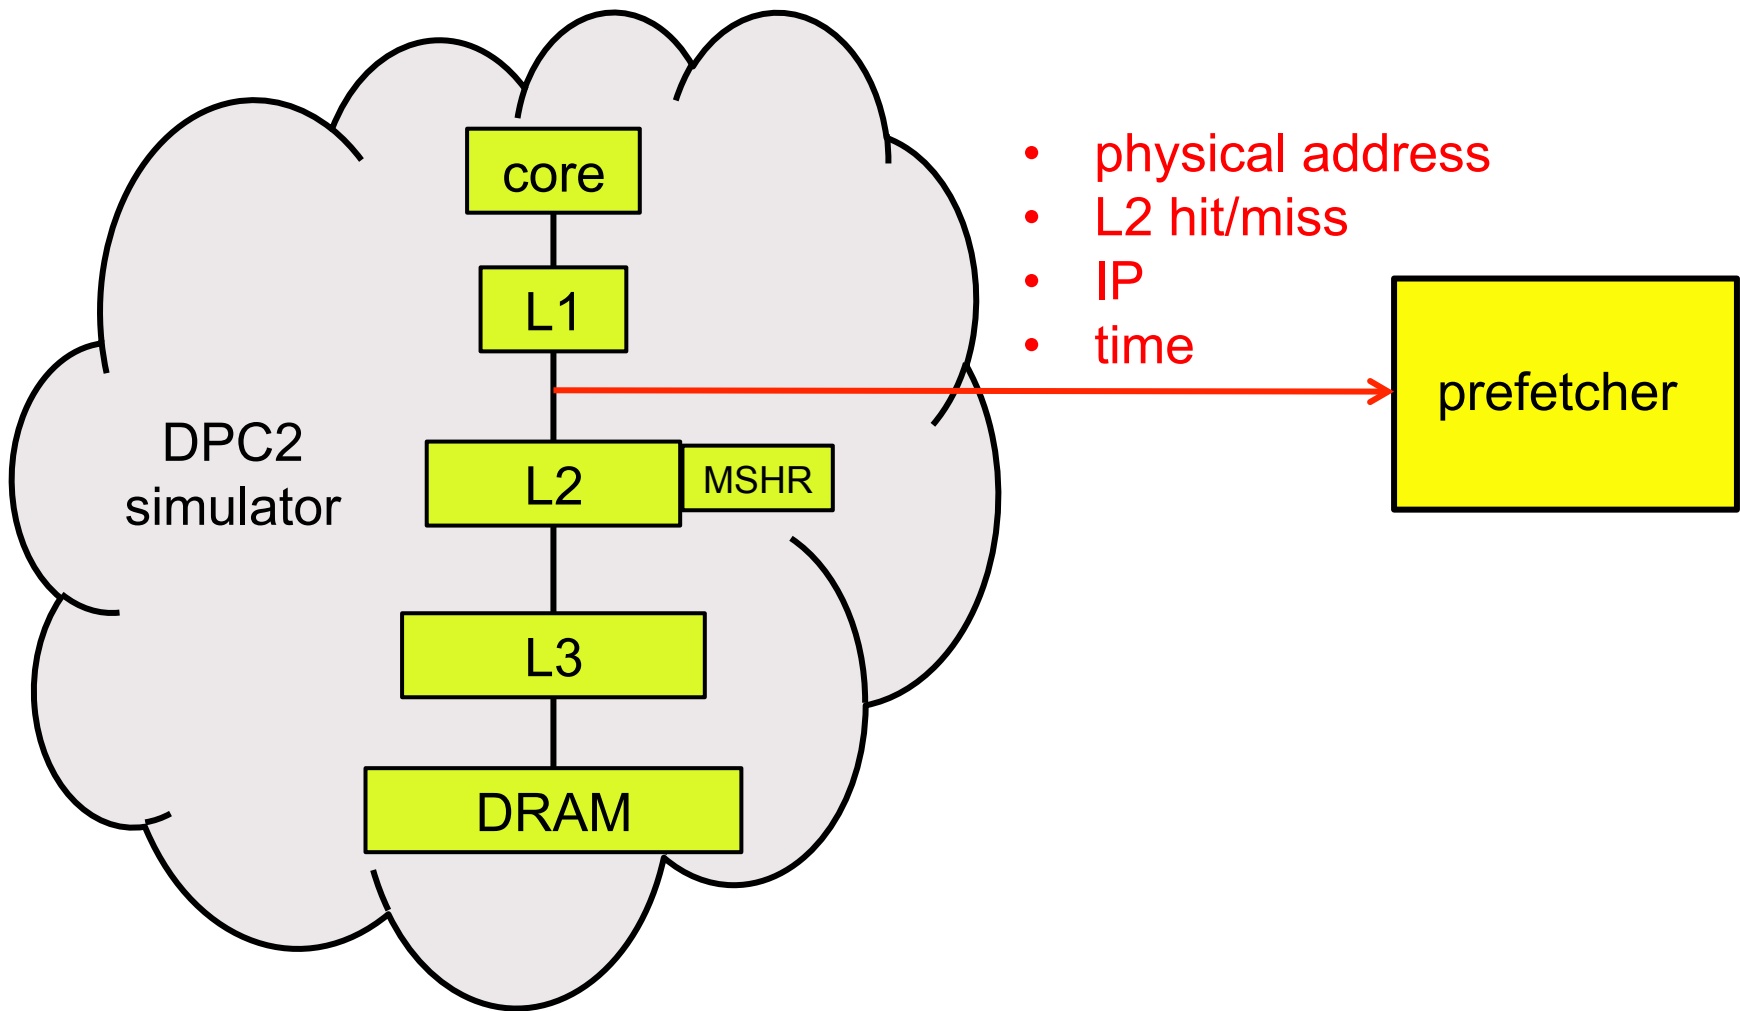 core
L1
DPC2
simulator
L2
MSHR
L3
DRAM
• physical address
• L2 hit/miss
• IP
• time
prefetcher